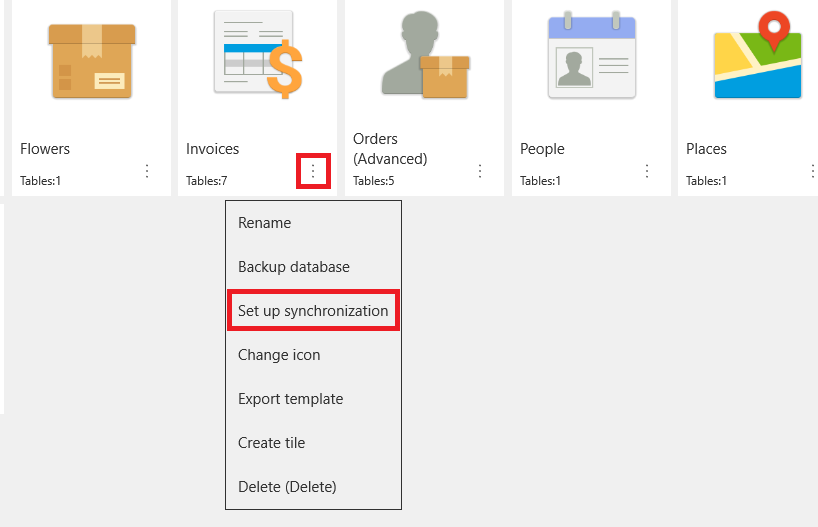 Flowers
Tables:1
Invoices
Tables:7
Orders
(Advanced)
Tables:5
People
Tables:1
Places
Tables:1
Rename
Backup database
Set up synchronization
Change icon
Export template
Create tile
Delete (Delete)